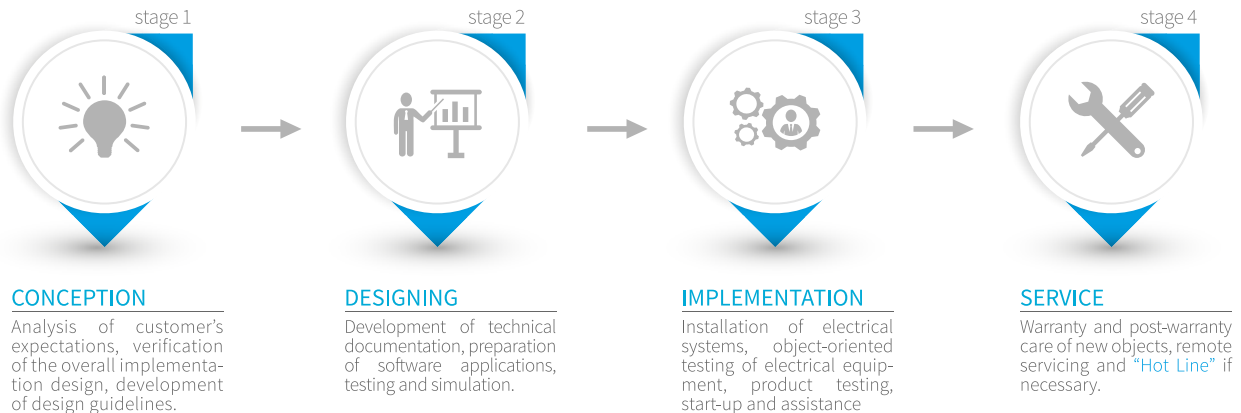 stage 1
stage 2
stage 3
stage 4
CONCEPTION
Analysis of customer's
expectations, verification
of the overall implementa-
tion design, development
of design guidelines.
DESIGNING
Development of technical
documentation, preparation
of software applications,
testing and simulation.
IMPLEMENTATION
Installation of electrical
systems, object-oriented
testing of electrical equip-
ment, product testing,
start-up and assistance
SERVICE
Warranty and post-warranty
care of new objects, remote
servicing and “Hot Line” if
necessary.